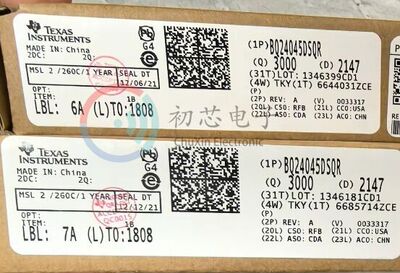 TEXAS
INSTRUMENTS
MADE IN: China
2DC: 2Q:
G4
MSL 2 /260C/1 YEAR SEAL DT
12/06/21
OPT:
ITEM:
LBL: 6A (L)TO:1808
1B
(1P) BQ24045DSQR
(Q) 3000 (D) 2147
(31T)LOT: 1346399CD1
(4W) TKY(1T) 6644031ZCE
(P)
(2P) REV: A (V) 0033317
(20L) CSO: RFB (21L) CCO:USA
(22L) ASO: CDA (23L) ACO: CHN
初芯电子
ChuXin Electronic
TEXAS
INSTRUMENTS
MADE IN: China
2DC: 2Q:
G4
MSL 2 /260C/1 YEAR SEAL DT
12/12/21
OPT:
ITEM:
LBL: 7A (L)TO:1808
1B
(1P) BQ24045DSQR
(Q) 3000 (D) 2147
(31T)LOT: 1346181CD1
(4W) TKY(1T) 6685714ZCE
(P)
(2P) REV: A (V) 0033317
(20L) CSO: RFB (21L) CCO:USA
(22L) ASO: CDA (23L) ACO: CHN